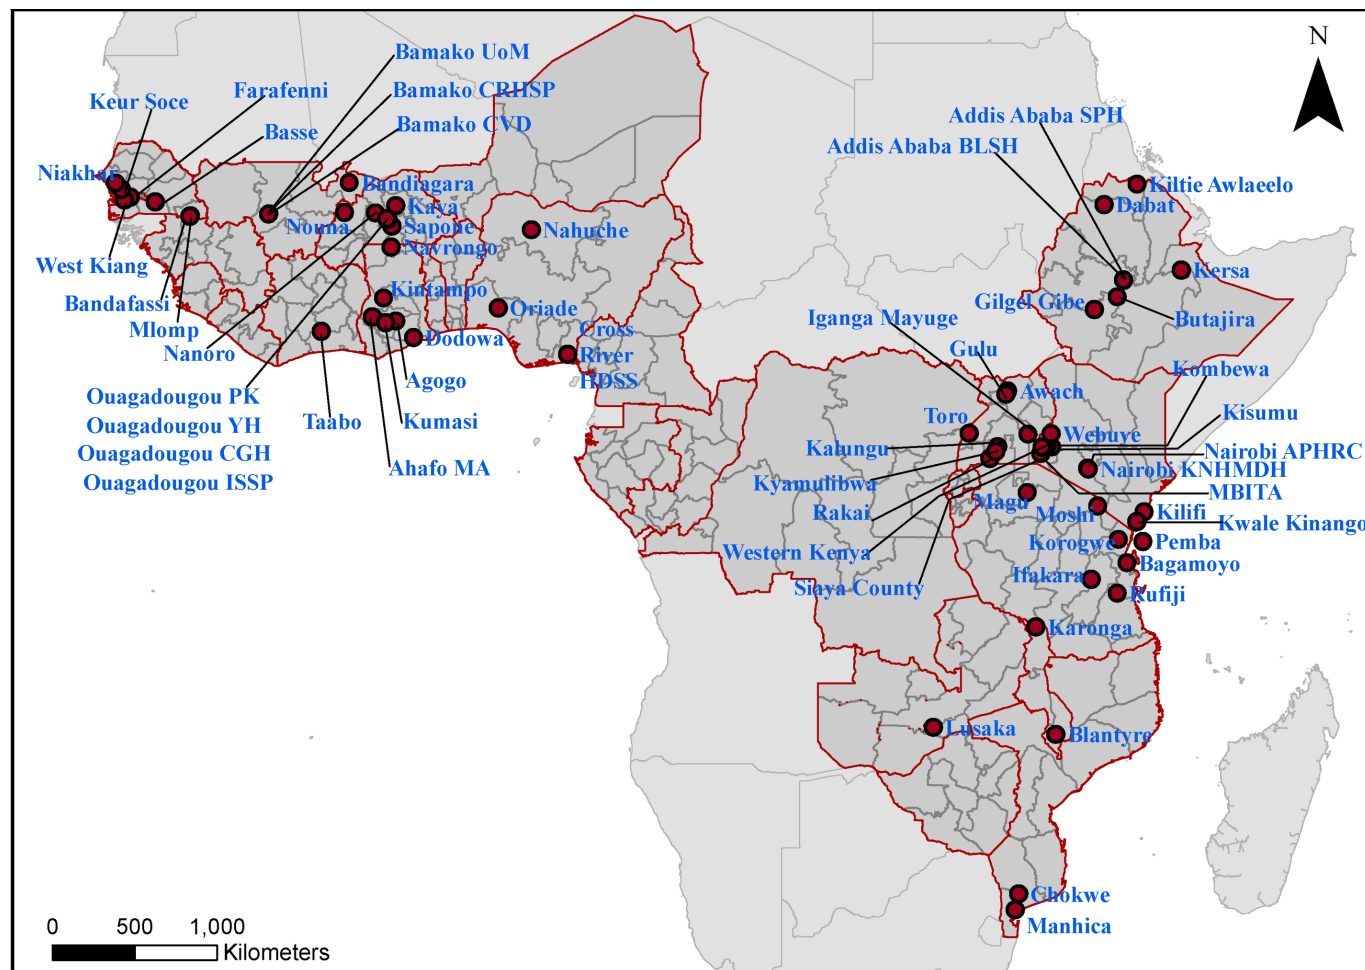 N
Bamako UoM
Farafenni
Bamako CRHSP
Keur Soce
Basse
Bamako CVD
Addis Ababa SPH
Addis Ababa BLSH
Niakhar
Bandiagara
Kiltie Awlaeelo
Dabat
Kaya
Nouna
Sapone
Nahuche
Navrongo
West Kiang
Kersa
Bandafassi
Kintampo
Gilgel Gibe
Oriade
Iganga Mayuge
Butajira
Mlomp
Nanoro
Dodowa
Cross
River
HDSS
Gulu
Kombewa
Agogo
Awach
Ouagadougou PK
Ouagadougou YH
Ouagadougou CGH
Ouagadougou ISSP
Taabo
Kumasi
Ahafo MA
Toro
Kisumu
Webuye
Kalungu
Nairobi APHRC
Nairobi KNHMDH
Kyamulibwa
MBITA
Rakai
Magu
Moshi
Kilifi
Kwale Kinango
Western Kenya
Korogwe
Pemba
Bagamoyo
Siaya County
Ifakara
Rufiji
Karonga
Lusaka
Blantyre
Chokwe
Manhica
0 500 1,000
Kilometers